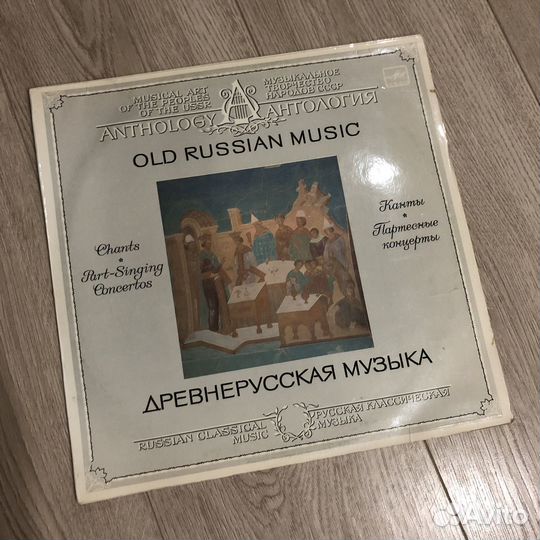 MUSICAL ART
OF THE PEOPLES
OF THE USSR
МУЗЫКАЛЬНОЕ
ТВОРЧЕСТВО
НАРОДОВ СССР
ANTHOLOGY АНТОЛОГИЯ
OLD RUSSIAN MUSIC
Chants
*
Part-Singing
Concertos
Канты
*
Партесные
концерты
ДРЕВНЕРУССКАЯ МУЗЫКА
RUSSIAN CLASSICAL
MUSIC
РУССКАЯ КЛАССИЧЕСКАЯ
МУЗЫКА
Avito